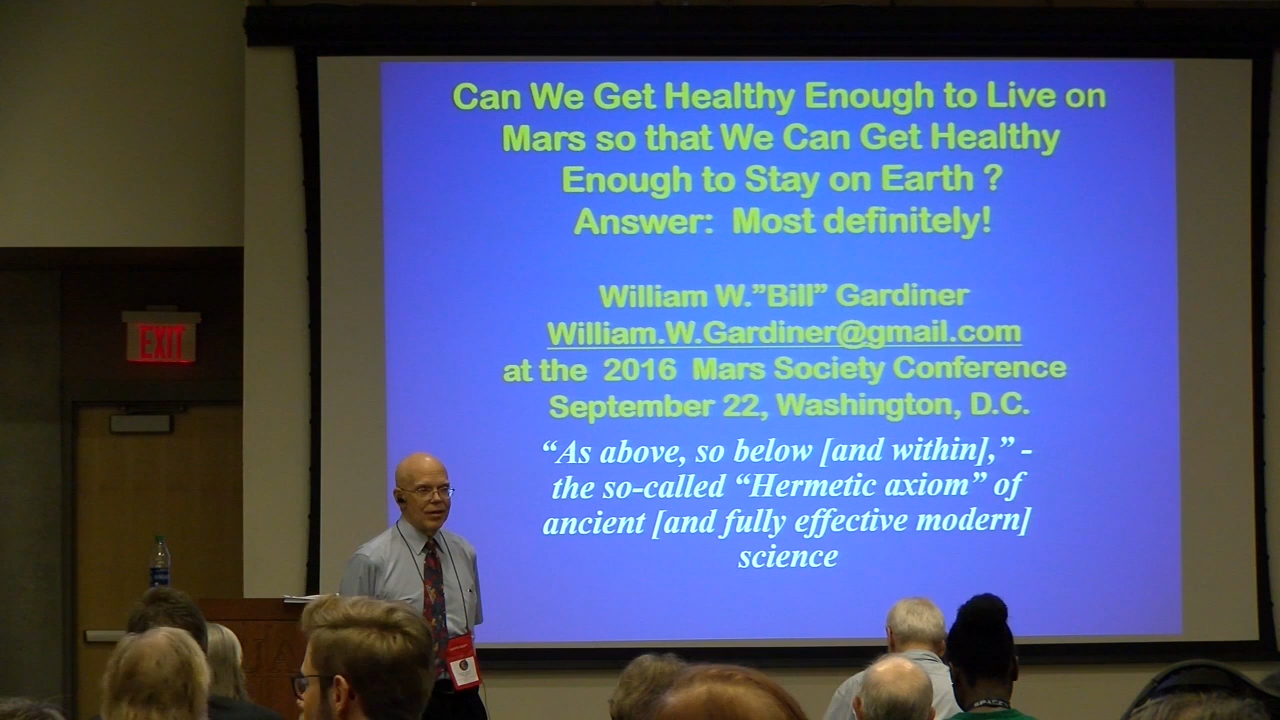 Can We Get Healthy Enough to Live on
Mars so that We Can Get Healthy
Enough to Stay on Earth ?
Answer:  Most definitely!
William W.”Bill” Gardiner
William.W.Gardiner@gmail.com
at the  2016  Mars Society Conference
September 22, Washington, D.C.
“As above, so below [and within],” -
the so-called “Hermetic axiom” of
ancient [and fully effective modern]
science
EXIT